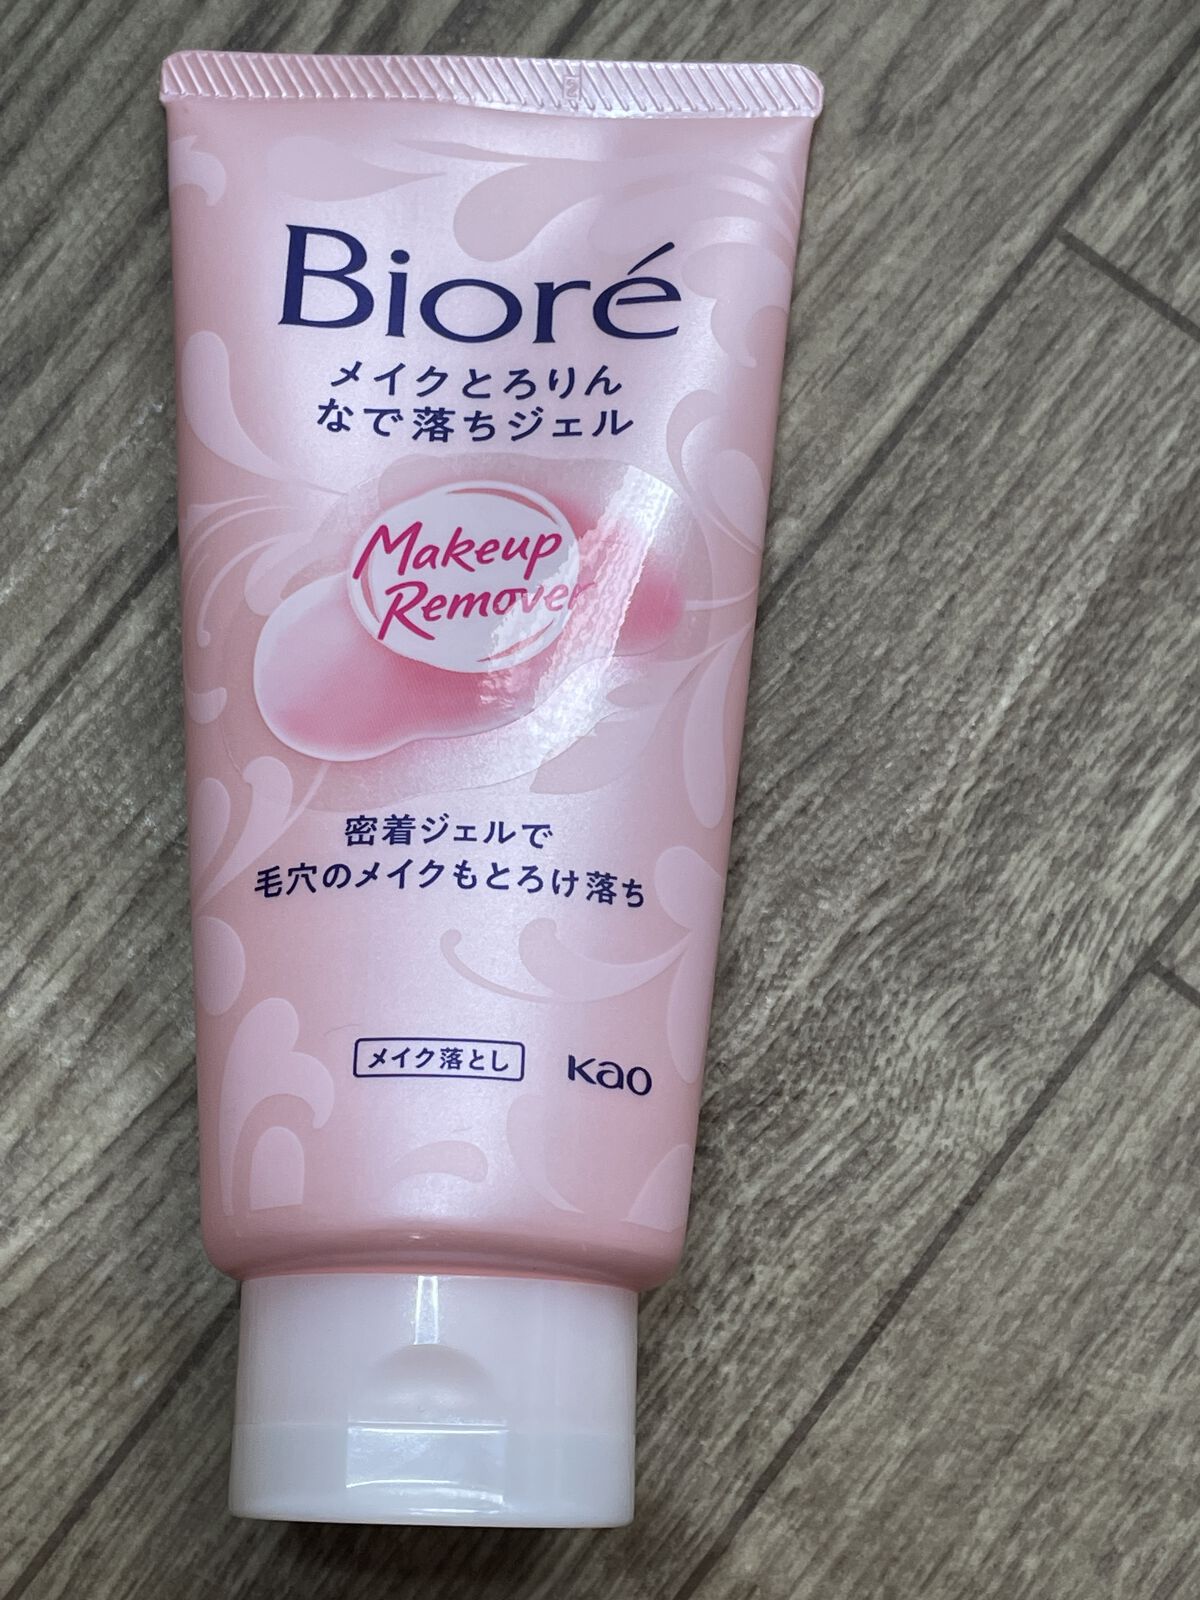 Bioré
メイクとろりん
なで落ちジェル
Makeup
Remover
密着ジェルで
毛穴のメイクもとろけ落ち
メイク落とし
Kao